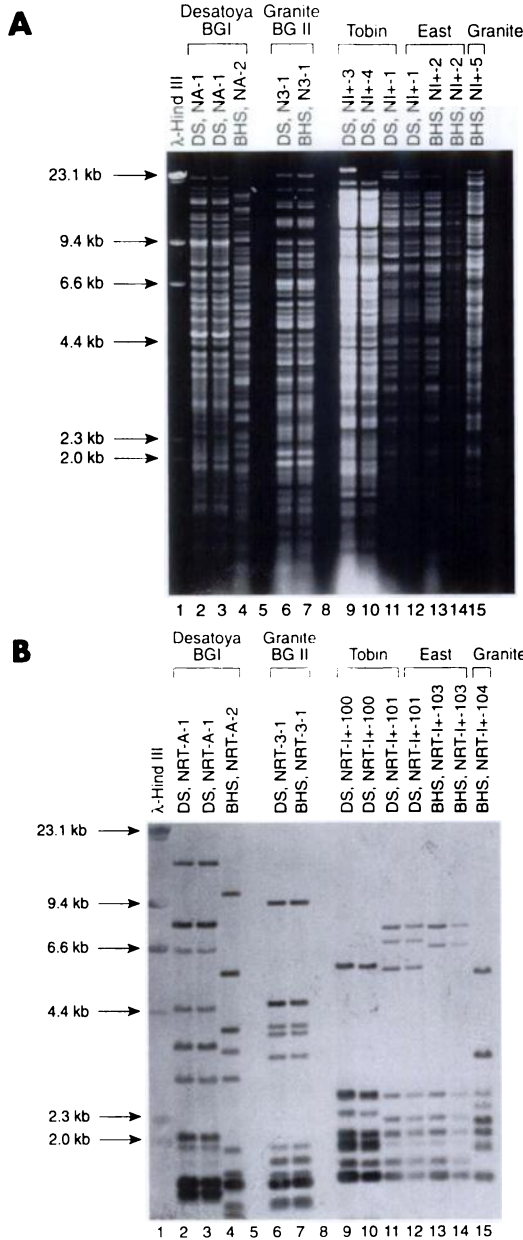 A
Desatoya
BGI
Granite
BG II
Tobin
East
Granite
λ-Hind III
DS, NA-1
DS, NA-1
BHS, NA-2
DS, N3-1
BHS, N3-1
DS, NI+-3
DS, NI+-4
DS, NI+-1
DS, NI+-1
BHS, NI+-2
BHS, NI+-2
BHS, NI+-5
23.1 kb
9.4 kb
6.6 kb
4.4 kb
2.3 kb
2.0 kb
1 2 3 4 5 6 7 8 9 10 11 12 13 14 15
B
Desatoya
BGI
Granite
BG II
Tobin
East
Granite
λ-Hind III
DS, NRT-A-1
DS, NRT-A-1
BHS, NRT-A-2
DS, NRT-3-1
BHS, NRT-3-1
DS, NRT-I+-100
DS, NRT-I+-100
DS, NRT-I+-101
DS, NRT-I+-101
BHS, NRT-I+-103
BHS, NRT-I+-103
BHS, NRT-I+-104
23.1 kb
9.4 kb
6.6 kb
4.4 kb
2.3 kb
2.0 kb
1 2 3 4 5 6 7 8 9 10 11 12 13 14 15